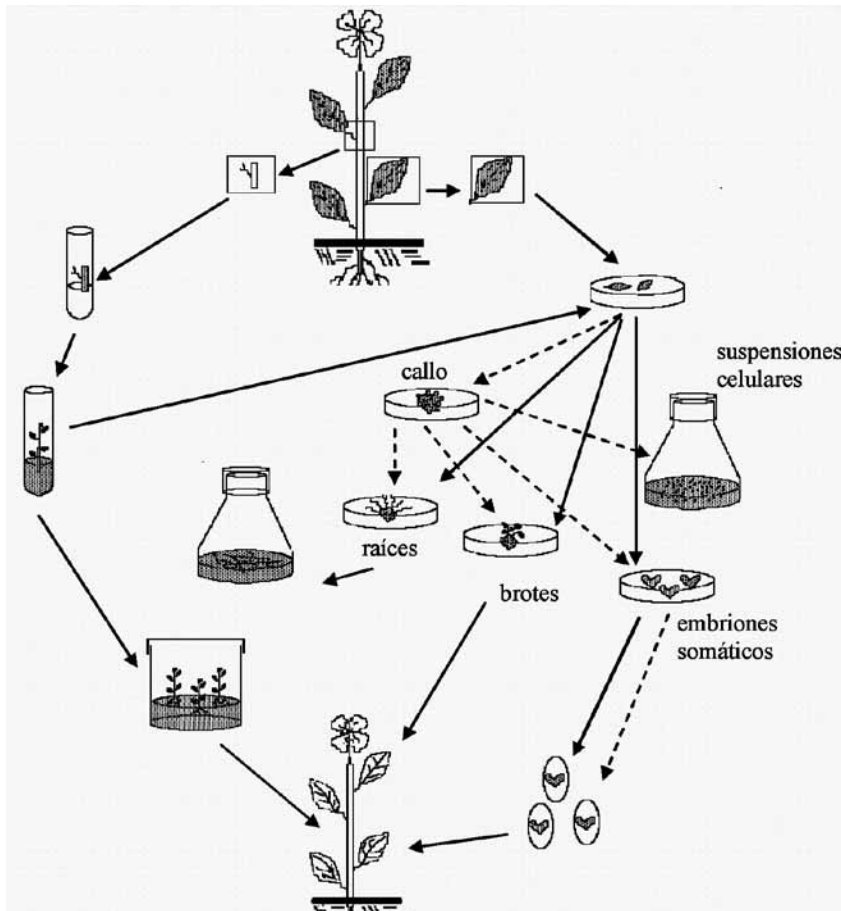 suspensiones
celulares
callo
raíces
brotes
embriones
somáticos